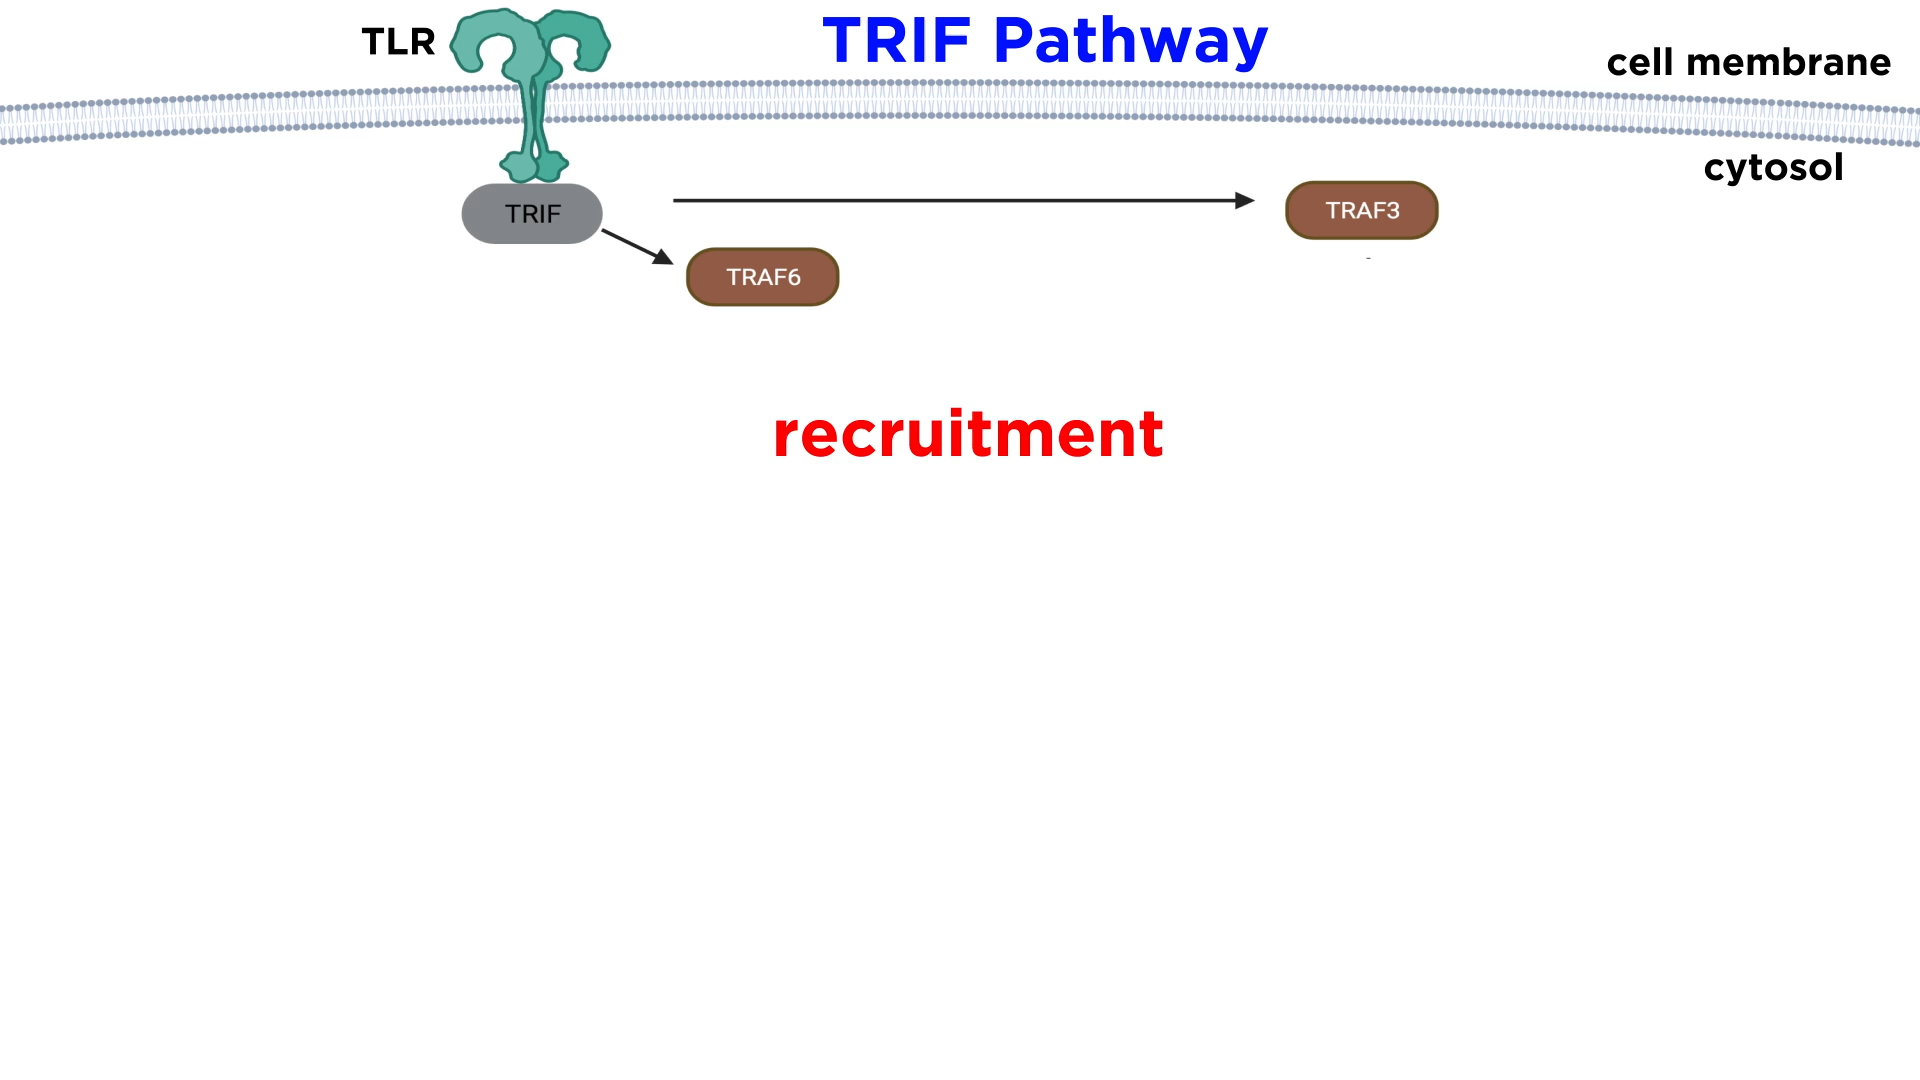 TLR
TRIF Pathway
cell membrane
cytosol
TRIF
TRAF3
TRAF6
recruitment